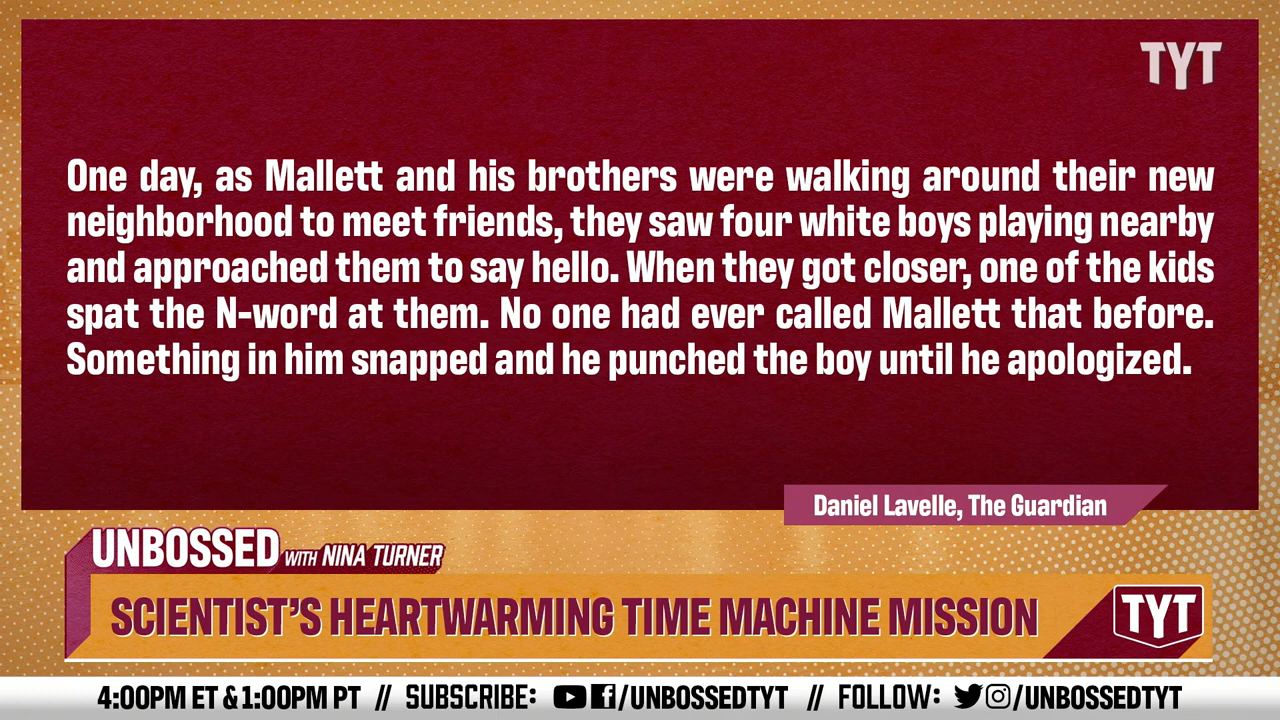 TYT
One day, as Mallett and his brothers were walking around their new
neighborhood to meet friends, they saw four white boys playing nearby
and approached them to say hello. When they got closer, one of the kids
spat the N-word at them. No one had ever called Mallett that before.
Something in him snapped and he punched the boy until he apologized.
Daniel Lavelle, The Guardian
UNBOSSED WITH NINA TURNER
SCIENTIST'S HEARTWARMING TIME MACHINE MISSION
TYT
4:00PM ET & 1:00PM PT // SUBSCRIBE: /UNBOSSEDTYT // FOLLOW: /UNBOSSEDTYT